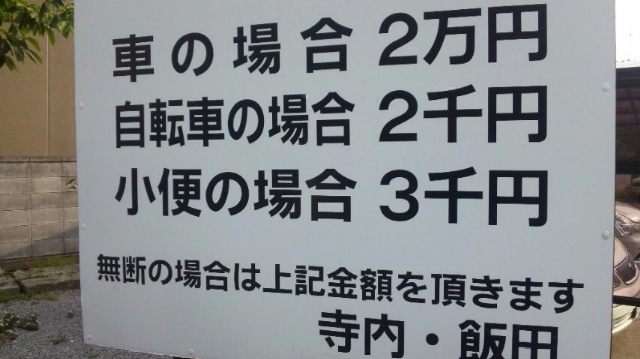 車の場合 2万円
自転車の場合 2千円
小便の場合 3千円
無断の場合は上記金額を頂きます
寺内・飯田